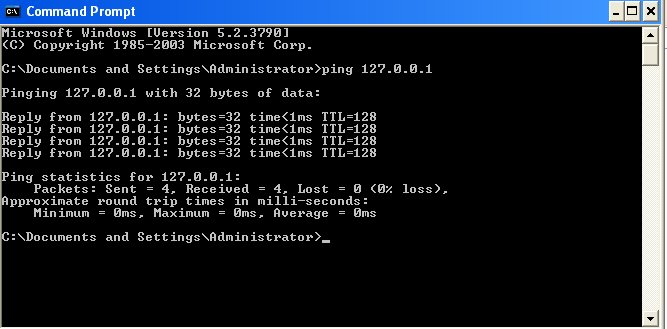 Command Prompt
Microsoft Windows [Version 5.2.3790]
(C) Copyright 1985-2003 Microsoft Corp.
C:\Documents and Settings\Administrator>ping 127.0.0.1
Pinging 127.0.0.1 with 32 bytes of data:
Reply from 127.0.0.1: bytes=32 time<1ms TTL=128
Reply from 127.0.0.1: bytes=32 time<1ms TTL=128
Reply from 127.0.0.1: bytes=32 time<1ms TTL=128
Reply from 127.0.0.1: bytes=32 time<1ms TTL=128
Ping statistics for 127.0.0.1:
    Packets: Sent = 4, Received = 4, Lost = 0 (0% loss),
Approximate round trip times in milli-seconds:
    Minimum = 0ms, Maximum = 0ms, Average = 0ms
C:\Documents and Settings\Administrator>_